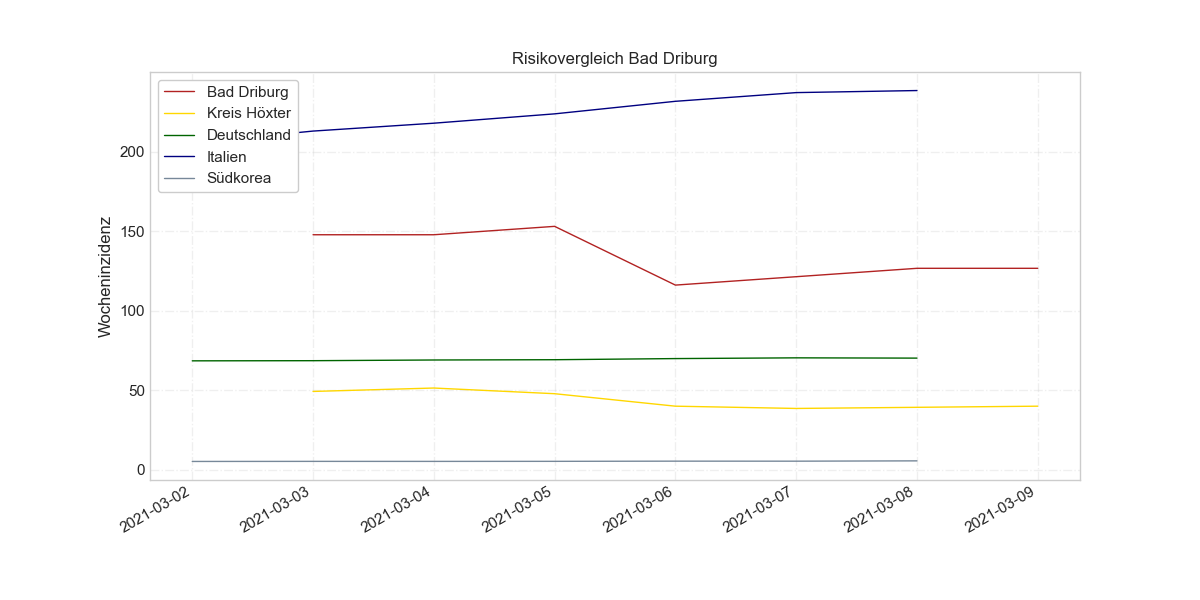 Risikovergleich Bad Driburg
Bad Driburg
Kreis Höxter
Deutschland
Italien
Südkorea
Wocheninzidenz
200
150
100
50
0
2021-03-02
2021-03-03
2021-03-04
2021-03-05
2021-03-06
2021-03-07
2021-03-08
2021-03-09